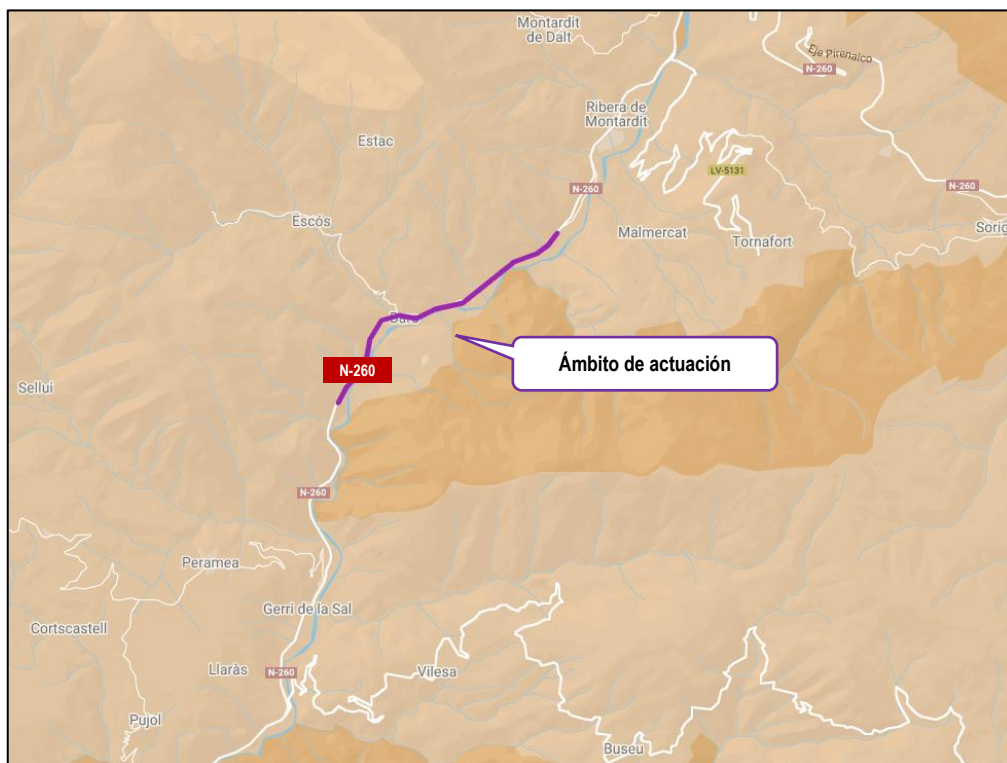 Montardit
de Dalt
Eje Pirenaico
N-260
Ribera de
Montardit
Estac
LV-5131
N-260
N-260
Escós
Malmercat
Tornafort
Sorig
Ámbito de actuación
N-260
Sellui
N-260
Peramea
Gerri de la Sal
Cortscastell
Llaràs
N-260
Vilesa
Pujol
Buseu